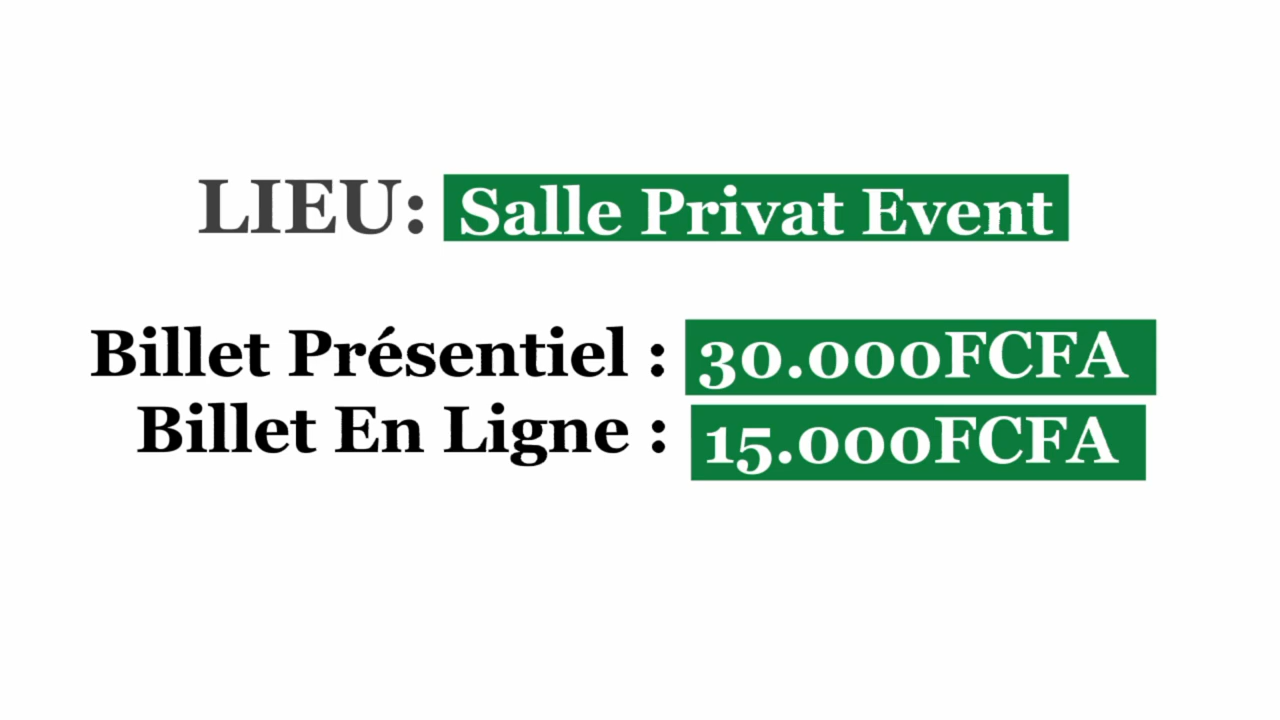 LIEU: Salle Privat Event
Billet Présentiel : 30.000FCFA
Billet En Ligne : 15.000FCFA